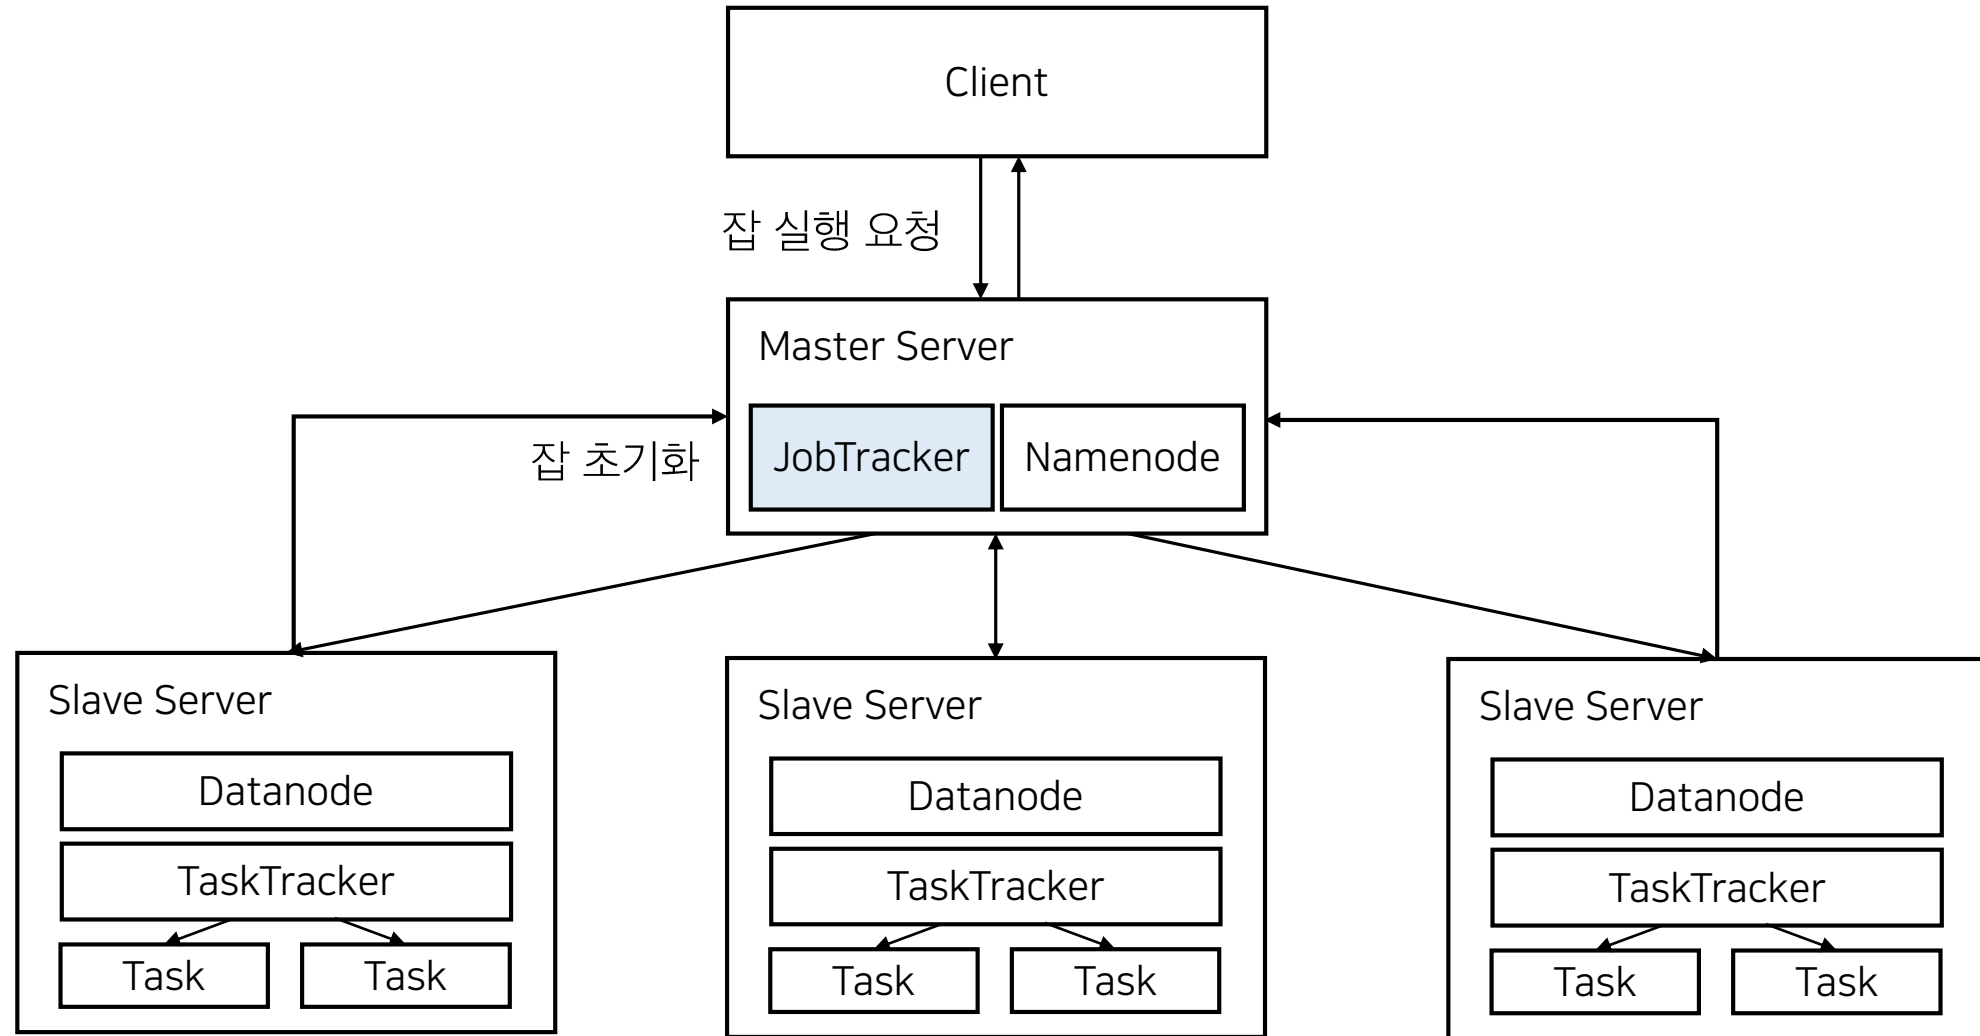 Client
잡 실행 요청
Master Server
JobTracker
Namenode
잡 초기화
Slave Server
Datanode
TaskTracker
Task
Task
Slave Server
Datanode
TaskTracker
Task
Task
Slave Server
Datanode
TaskTracker
Task
Task